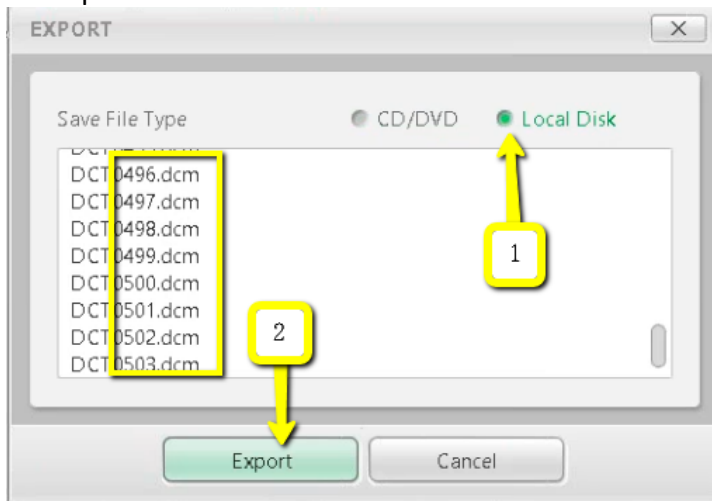 EXPORT
Save File Type CD/DVD Local Disk
DCT0496.dcm
DCT0497.dcm
DCT0498.dcm
DCT0499.dcm
DCT0500.dcm
DCT0501.dcm
DCT0502.dcm
DCT0503.dcm
1
2
Export Cancel